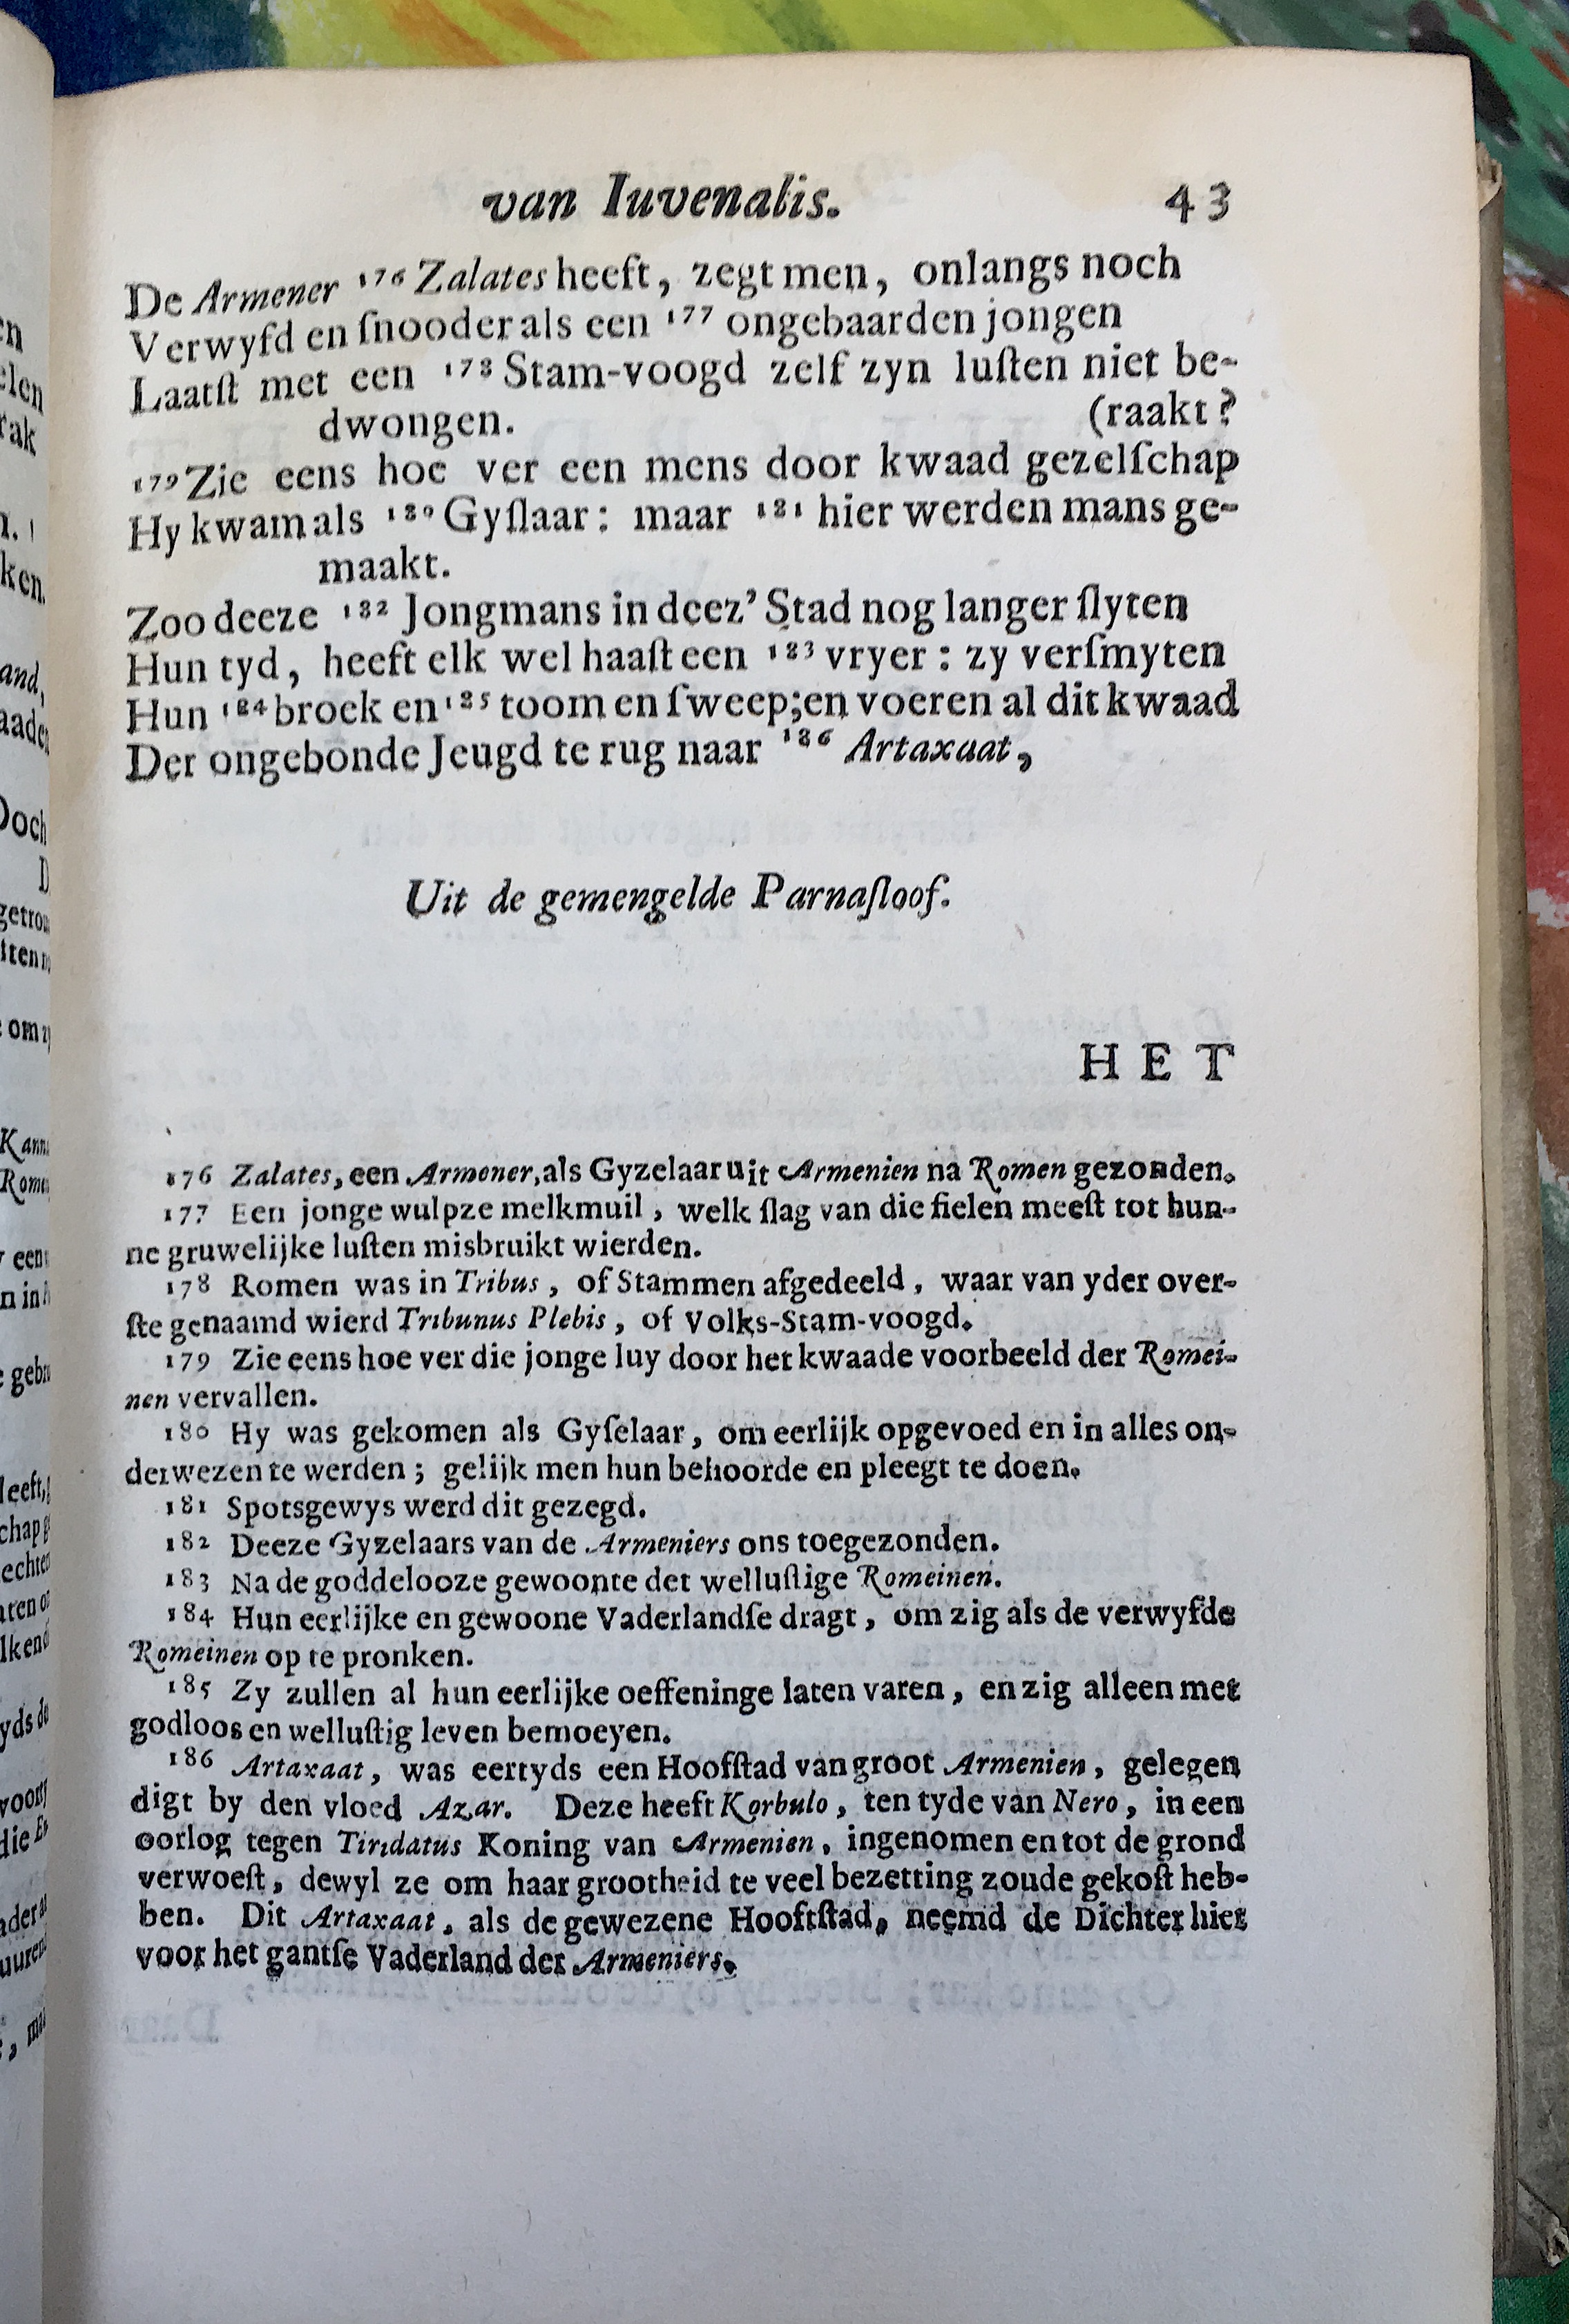 van Iuvenalis. 43
De Armener ¹⁷⁶ Zalates heeft, zegt men, onlangs noch
Verwyfd en ſnooder als een ¹⁷⁷ ongebaarden jongen
Laatſt met een ¹⁷⁸ Stam-voogd zelf zyn luſten niet be-
dwongen. (raakt?
¹⁷⁹ Zie eens hoe ver een mens door kwaad gezelſchap
Hy kwam als ¹⁸⁰ Gyſlaar: maar ¹⁸¹ hier werden mans ge-
maakt.
Zoo deeze ¹⁸² Jongmans in deez’ Stad nog langer ſlyten
Hun tyd, heeft elk wel haaſt een ¹⁸³ vryer: zy verſmyten
Hun ¹⁸⁴ broek en ¹⁸⁵ toom en ſweep; en voeren al dit kwaad
Der ongebonde Jeugd te rug naar ¹⁸⁶ Artaxaat,
Uit de gemengelde Parnaſloof.
HET
176 Zalates, een Armener, als Gyzelaar uit Armenien na Romen gezonden.
177 Een jonge wulpze melkmuil, welk ſlag van die fielen meeſt tot hun-
ne gruwelijke luſten misbruikt wierden.
178 Romen was in Tribus, of Stammen afgedeeld, waar van yder over-
ſte genaamd wierd Tribunus Plebis, of Volks-Stam-voogd.
179 Zie eens hoe ver die jonge luy door het kwaade voorbeeld der Romei-
nen vervallen.
180 Hy was gekomen als Gyſelaar, om eerlijk opgevoed en in alles on-
derwezen te werden; gelijk men hun behoorde en pleegt te doen.
181 Spotsgewys werd dit gezegd.
182 Deeze Gyzelaars van de Armeniers ons toegezonden.
183 Na de goddelooze gewoonte det welluſtige Romeinen.
184 Hun eerlijke en gewoone Vaderlandſe dragt, om zig als de verwyfde
Romeinen op te pronken.
185 Zy zullen al hun eerlijke oeffeninge laten varen, en zig alleen met
godloos en welluſtig leven bemoeyen.
186 Artaxaat, was eertyds een Hoofſtad van groot Armenien, gelegen
digt by den vloed Azar. Deze heeft Korbulo, ten tyde van Nero, in een
oorlog tegen Tiridatus Koning van Armenien, ingenomen en tot de grond
verwoeſt, dewyl ze om haar grootheid te veel bezetting zoude gekoſt heb-
ben. Dit Artaxaat, als de gewezene Hooftſtad, neemd de Dichter hier
voor het gantſe Vaderland der Armeniers.